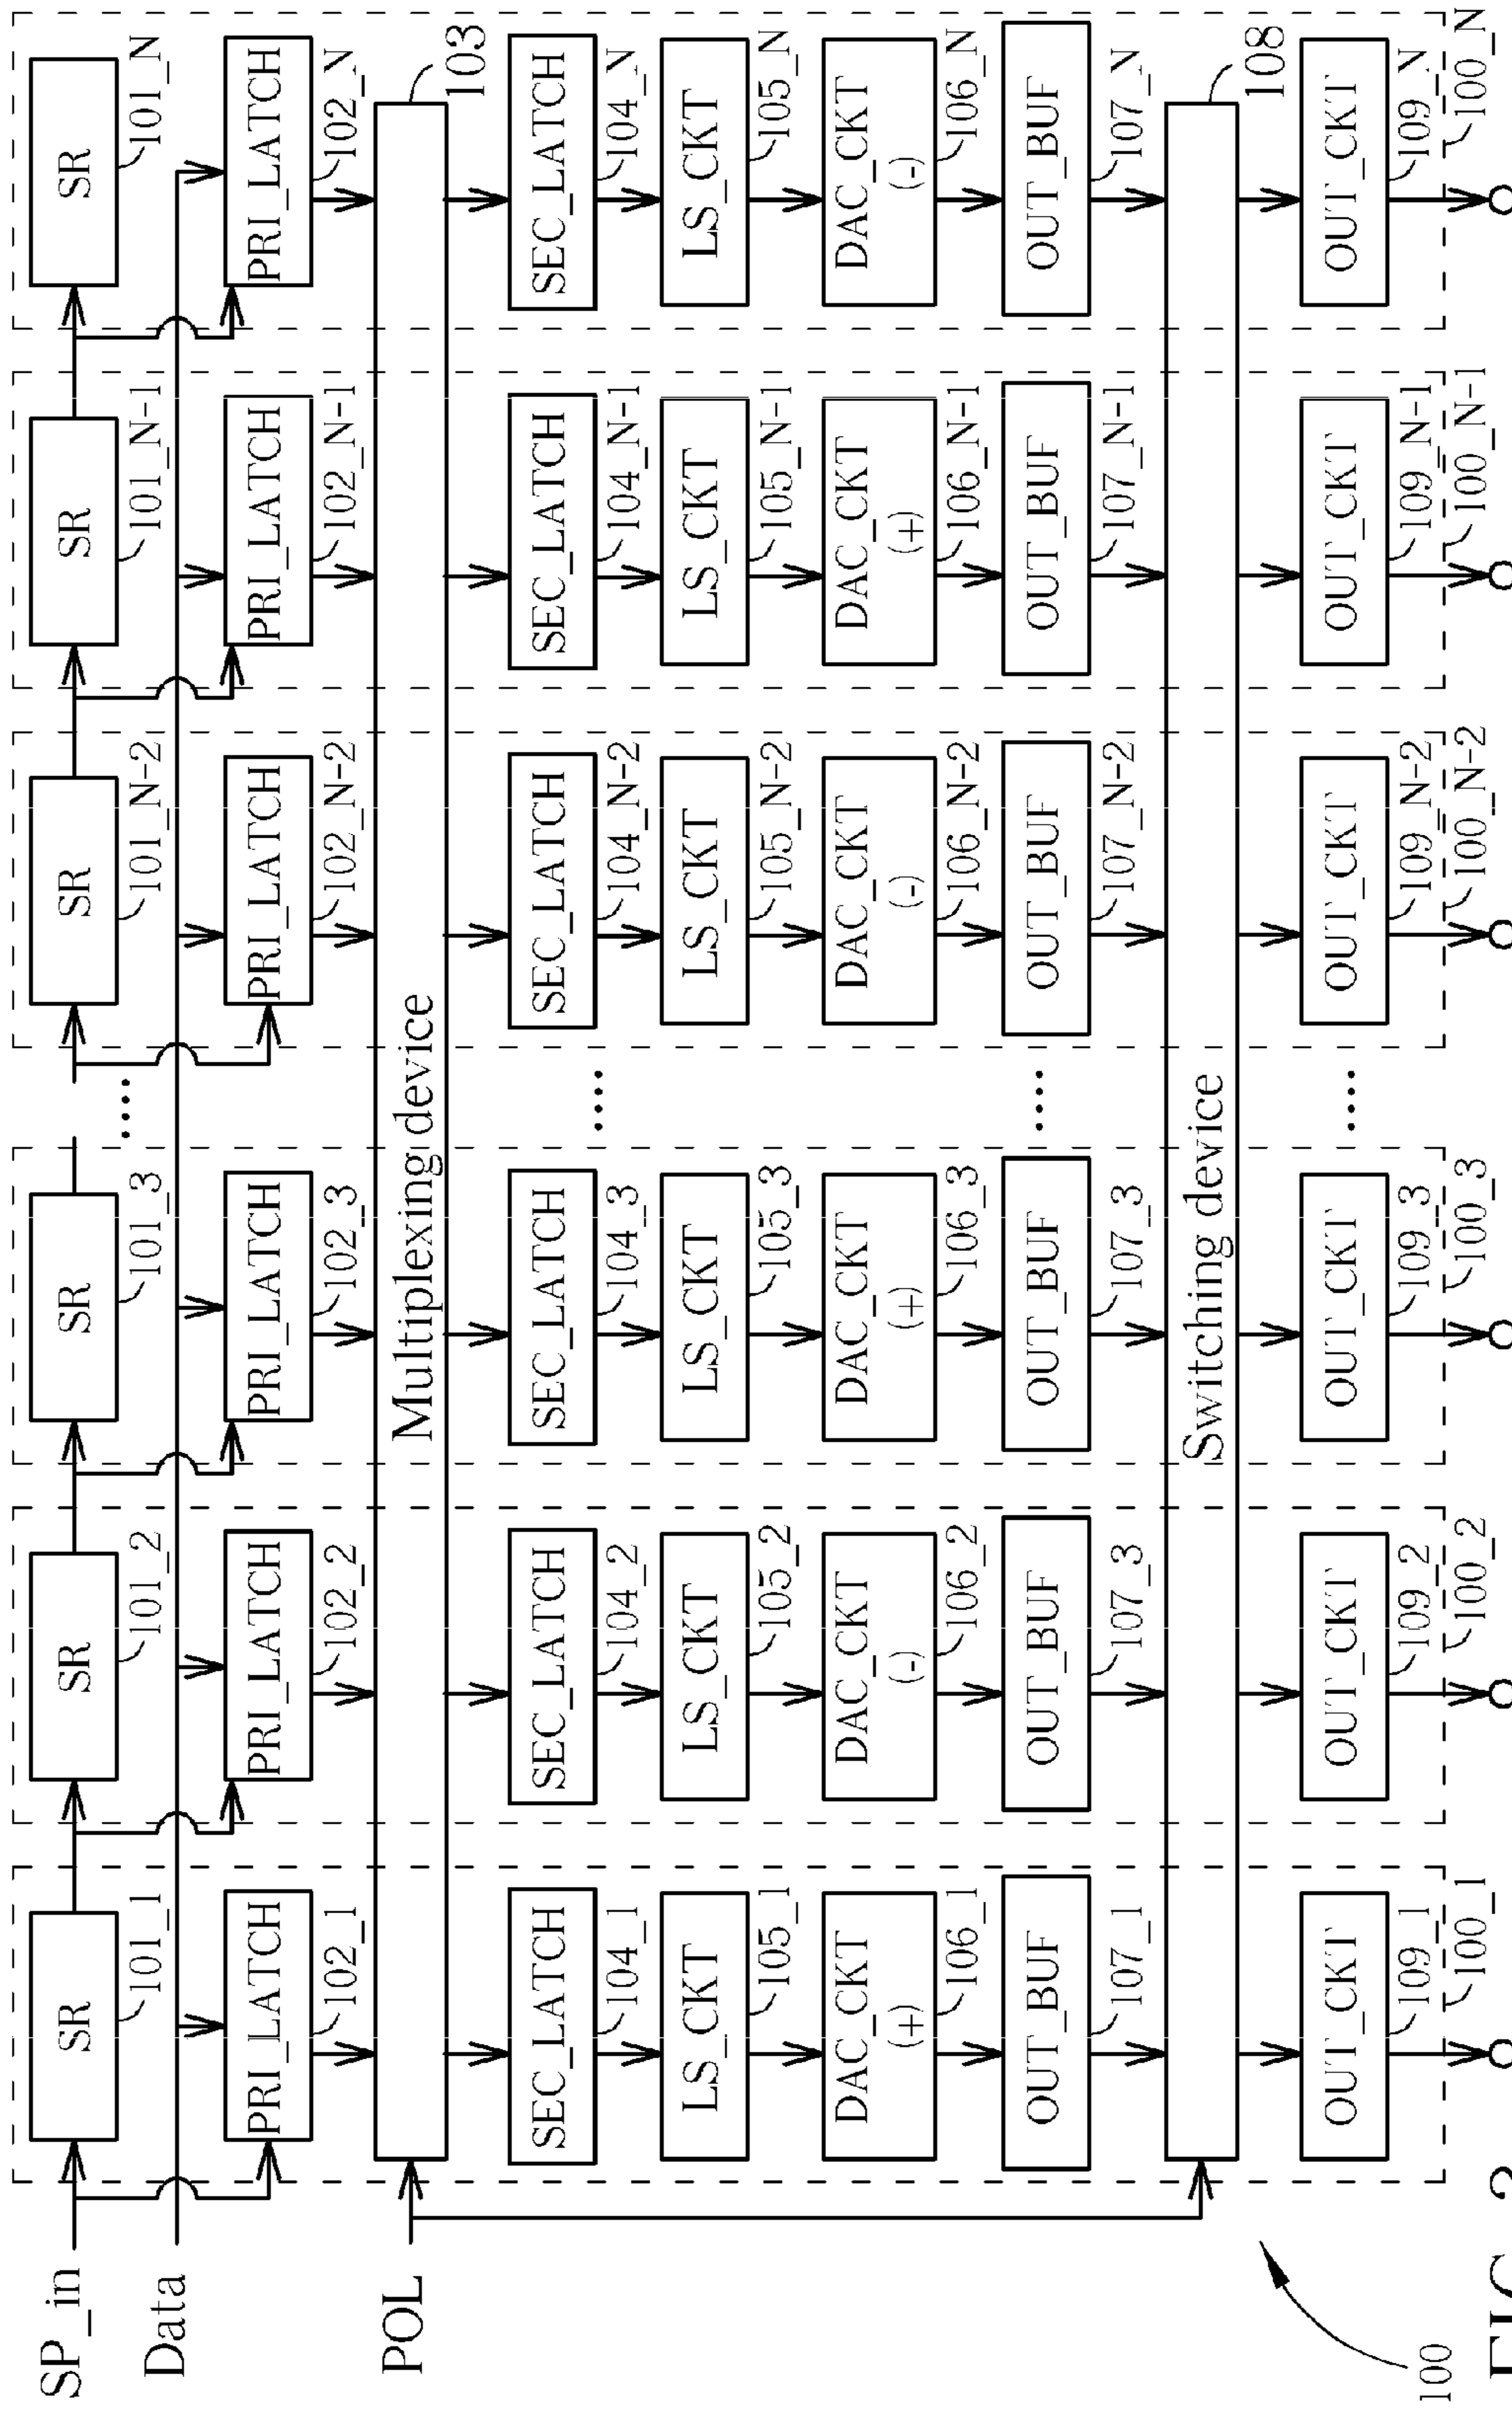 SP_in SR SR SR SR SR SR
101_1 101_2 101_3 .... 101_N-2 101_N-1 101_N
Data
PRI_LATCH PRI_LATCH PRI_LATCH PRI_LATCH PRI_LATCH PRI_LATCH
102_1 102_2 102_3 102_N-2 102_N-1 102_N
POL Multiplexing device
103
SEC_LATCH SEC_LATCH SEC_LATCH .... SEC_LATCH SEC_LATCH SEC_LATCH
104_1 104_2 104_3 104_N-2 104_N-1 104_N
LS_CKT LS_CKT LS_CKT LS_CKT LS_CKT LS_CKT
105_1 105_2 105_3 105_N-2 105_N-1 105_N
DAC_CKT DAC_CKT DAC_CKT DAC_CKT DAC_CKT DAC_CKT
(+) (-) (+) (-) (+) (-)
106_1 106_2 106_3 106_N-2 106_N-1 106_N
OUT_BUF OUT_BUF OUT_BUF .... OUT_BUF OUT_BUF OUT_BUF
107_1 107_3 107_3 107_N-2 107_N-1 107_N
Switching device
108
OUT_CKT OUT_CKT OUT_CKT .... OUT_CKT OUT_CKT OUT_CKT
109_1 109_2 109_3 109_N-2 109_N-1 109_N
100 100_1 100_2 100_3 100_N-2 100_N-1 100_N
FIG.